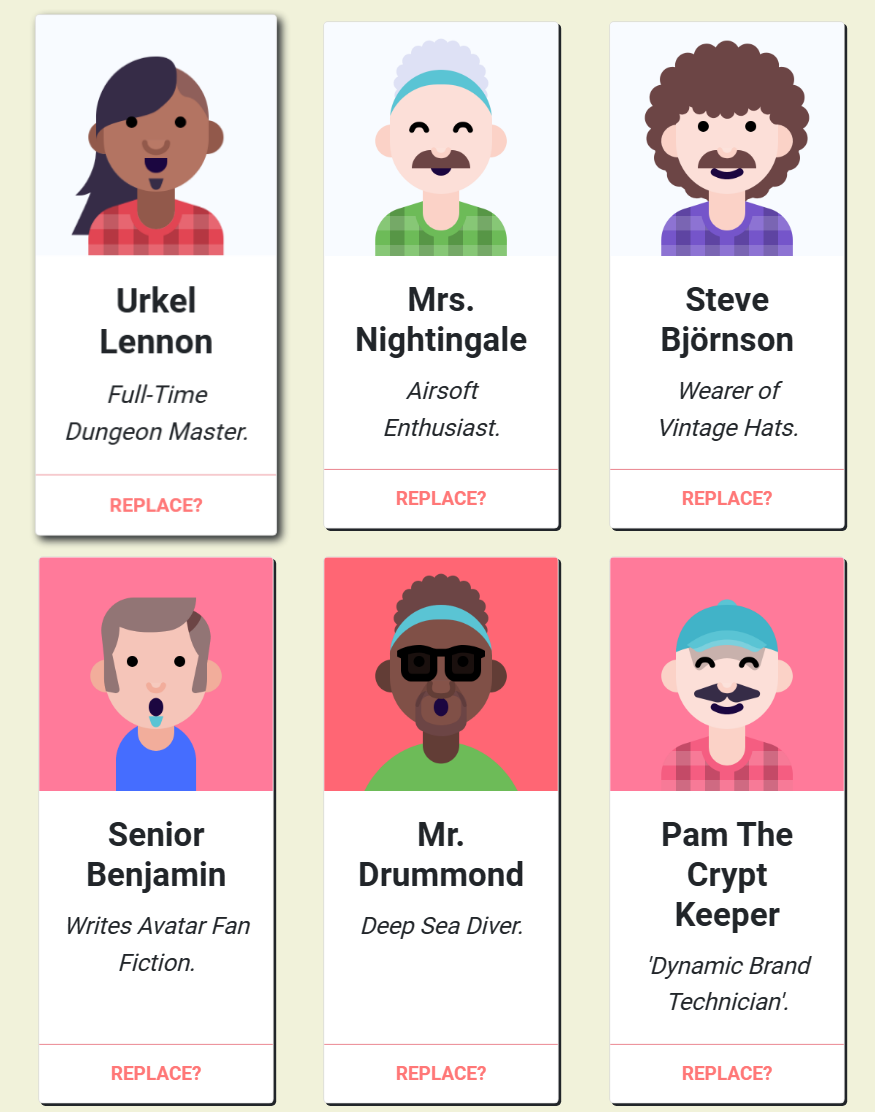 Urkel
Lennon
Full-Time
Dungeon Master.
REPLACE?
Mrs.
Nightingale
Airsoft
Enthusiast.
REPLACE?
Steve
Björnson
Wearer of
Vintage Hats.
REPLACE?
Senior
Benjamin
Writes Avatar Fan
Fiction.
REPLACE?
Mr.
Drummond
Deep Sea Diver.
REPLACE?
Pam The
Crypt
Keeper
'Dynamic Brand
Technician'.
REPLACE?